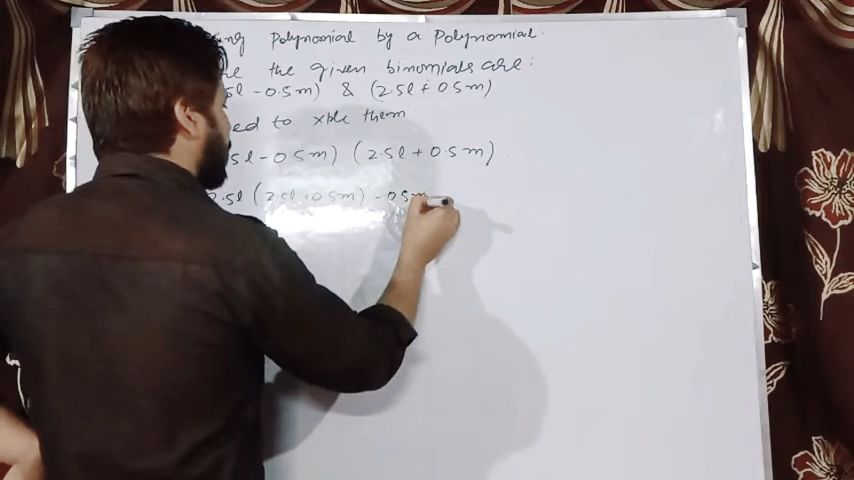 Polynomial by a Polynomial.
the given binomials are:
5l - 0.5m) & (2.5l + 0.5m)
ed to xple them
5l - 0.5m) (2.5l + 0.5m)
2.5l (2.5l + 0.5m) - 0.5m